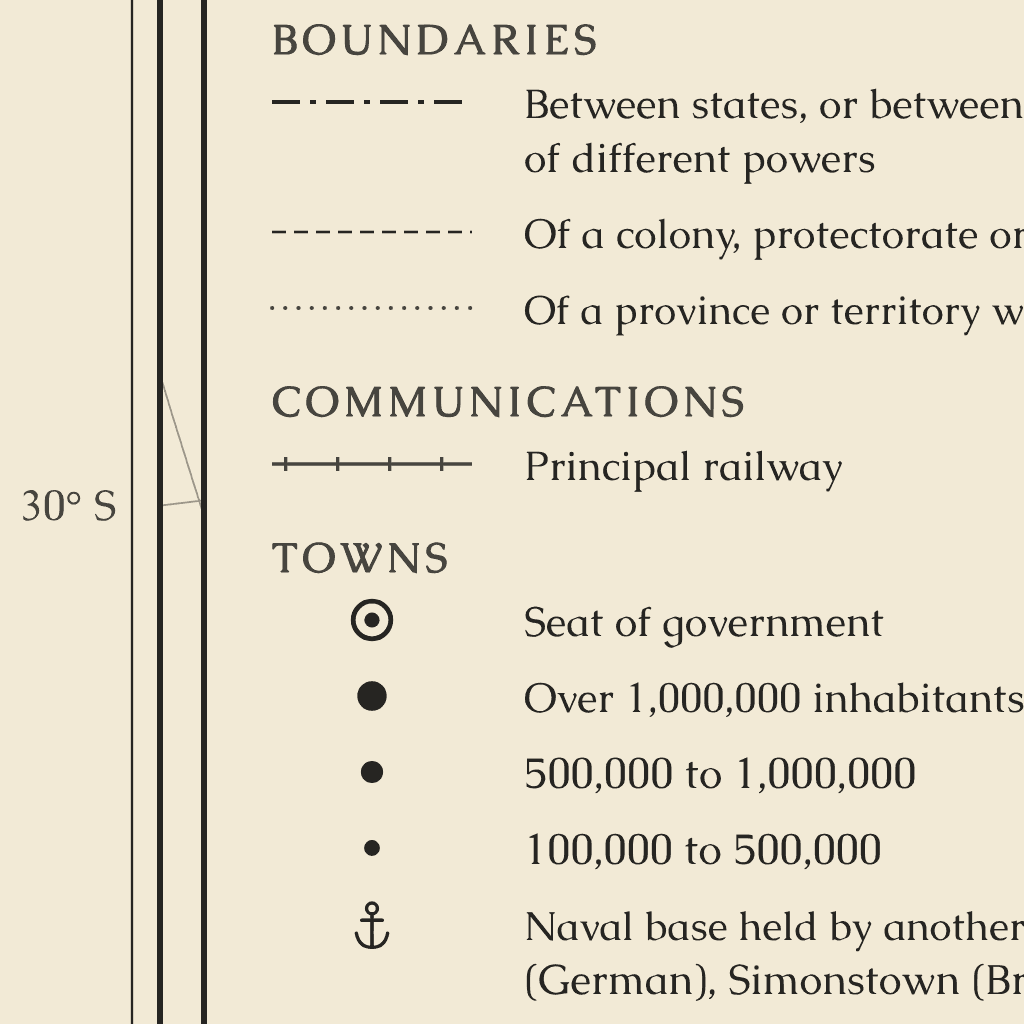 BOUNDARIES
Between states, or between
of different powers
Of a colony, protectorate or
Of a province or territory w
COMMUNICATIONS
Principal railway
30° S
TOWNS
Seat of government
Over 1,000,000 inhabitants
500,000 to 1,000,000
100,000 to 500,000
Naval base held by another
(German), Simonstown (Br